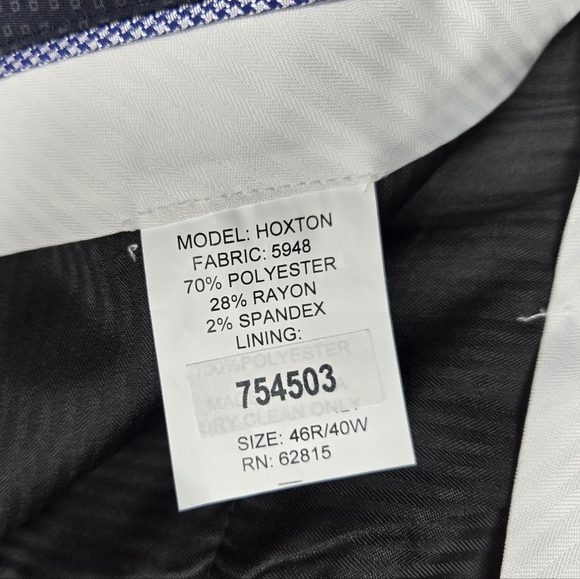 MODEL: HOXTON
FABRIC: 5948
70% POLYESTER
28% RAYON
2% SPANDEX
LINING:
100% POLYESTER
754503
DRY CLEAN ONLY
SIZE: 46R/40W
RN: 62815